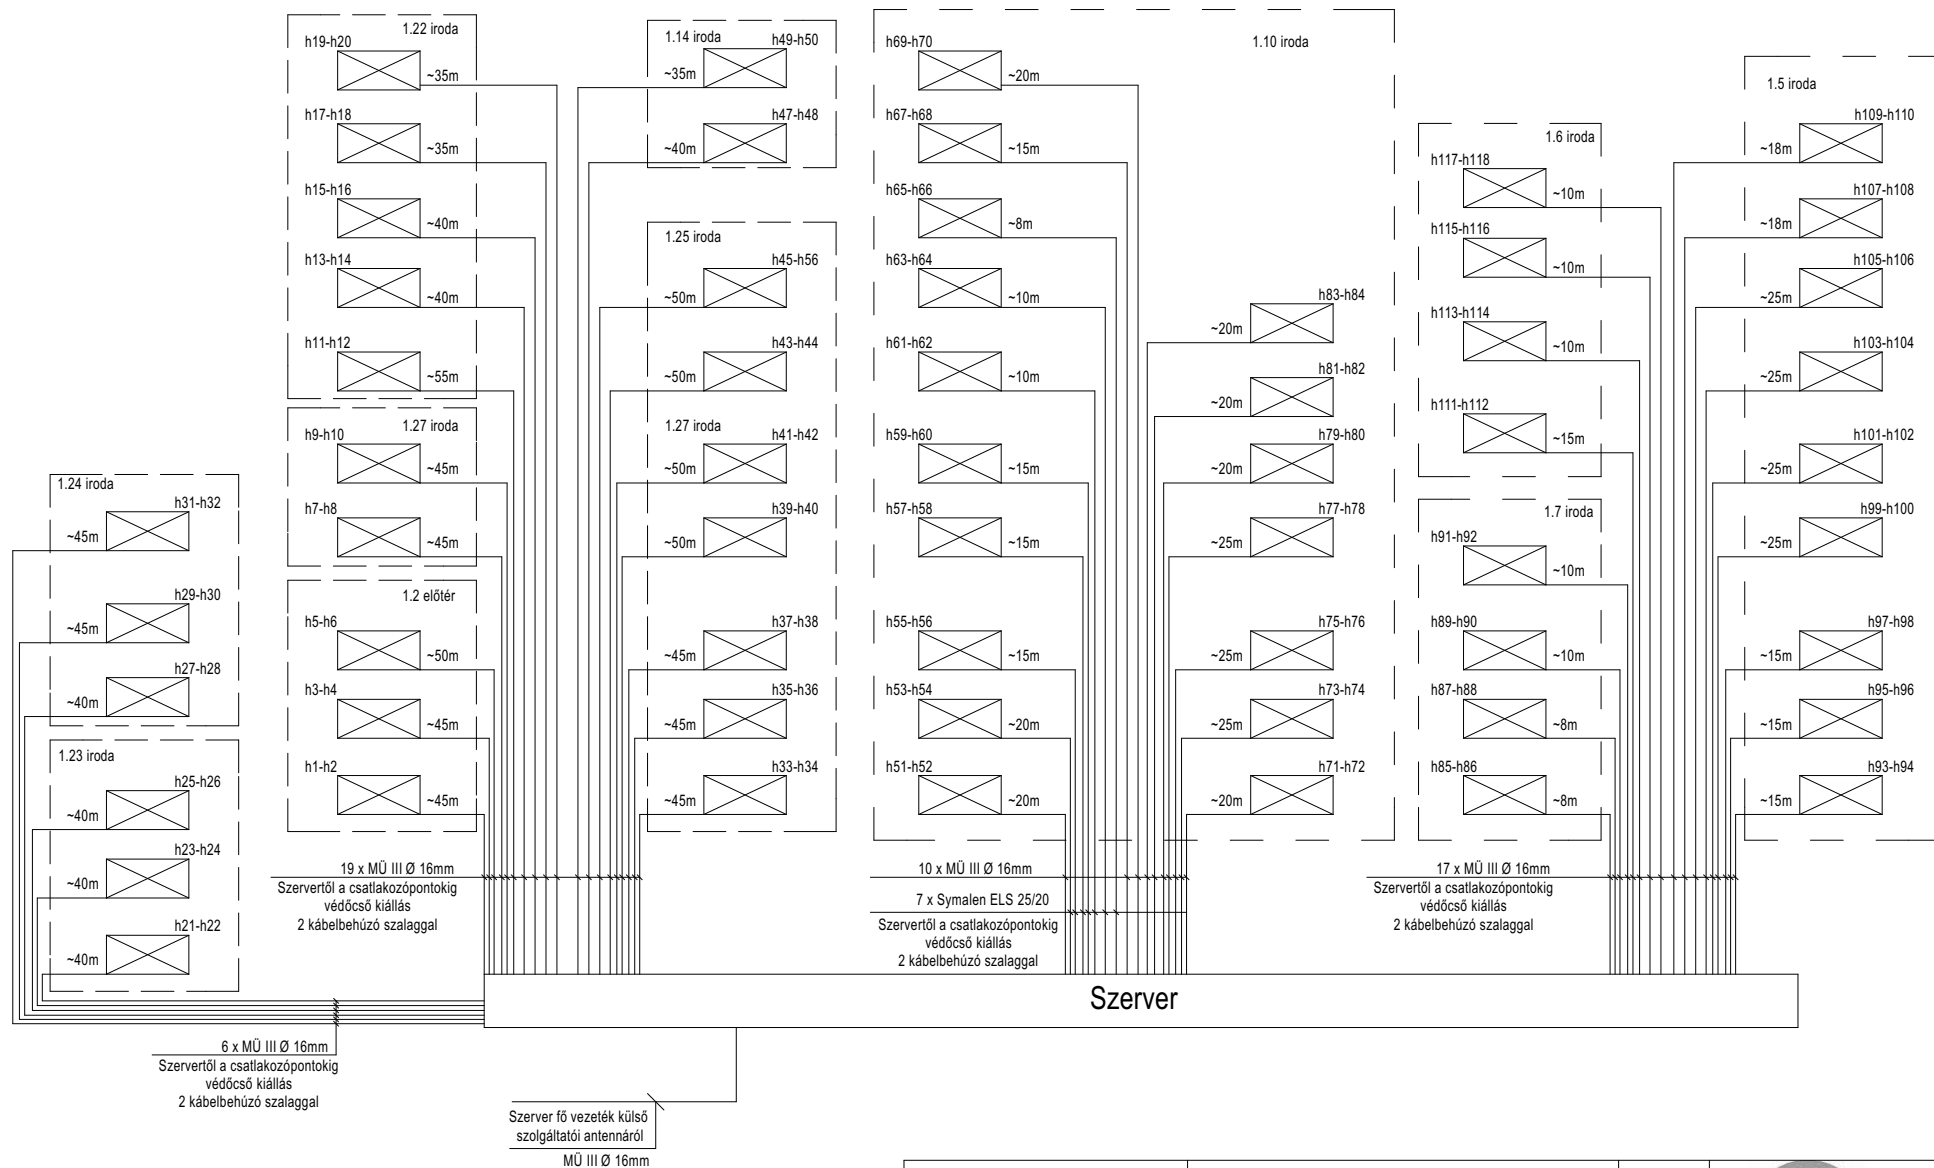 1.22 iroda
h19-h20
~35m
h17-h18
~35m
h15-h16
~40m
h13-h14
~40m
h11-h12
~55m
1.27 iroda
h9-h10
~45m
h7-h8
~45m
1.2 előtér
h5-h6
~50m
h3-h4
~45m
h1-h2
~45m
1.24 iroda
h31-h32
~45m
h29-h30
~45m
h27-h28
~40m
1.23 iroda
h25-h26
~40m
h23-h24
~40m
h21-h22
~40m
1.14 iroda
h49-h50
~35m
h47-h48
~40m
1.25 iroda
h45-h56
~50m
h43-h44
~50m
1.27 iroda
h41-h42
~50m
h39-h40
~50m
h37-h38
~45m
h35-h36
~45m
h33-h34
~45m
1.10 iroda
h69-h70
~20m
h67-h68
~15m
h65-h66
~8m
h63-h64
~10m
h61-h62
~10m
h59-h60
~15m
h57-h58
~15m
h55-h56
~15m
h53-h54
~20m
h51-h52
~20m
h83-h84
~20m
h81-h82
~20m
h79-h80
~20m
h77-h78
~25m
h75-h76
~25m
h73-h74
~25m
h71-h72
~20m
1.6 iroda
h117-h118
~10m
h115-h116
~10m
h113-h114
~10m
h111-h112
~15m
1.7 iroda
h91-h92
~10m
h89-h90
~10m
h87-h88
~8m
h85-h86
~8m
1.5 iroda
h109-h110
~18m
h107-h108
~18m
h105-h106
~25m
h103-h104
~25m
h101-h102
~25m
h99-h100
~25m
h97-h98
~15m
h95-h96
~15m
h93-h94
~15m
19 x MÜ III Ø 16mm
Szervertől a csatlakozópontokig
védőcső kiállás
2 kábelbehúzó szalaggal
10 x MÜ III Ø 16mm
7 x Symalen ELS 25/20
Szervertől a csatlakozópontokig
védőcső kiállás
2 kábelbehúzó szalaggal
17 x MÜ III Ø 16mm
Szervertől a csatlakozópontokig
védőcső kiállás
2 kábelbehúzó szalaggal
Szerver
6 x MÜ III Ø 16mm
Szervertől a csatlakozópontokig
védőcső kiállás
2 kábelbehúzó szalaggal
Szerver fő vezeték külső
szolgáltatói antennáról
MÜ III Ø 16mm